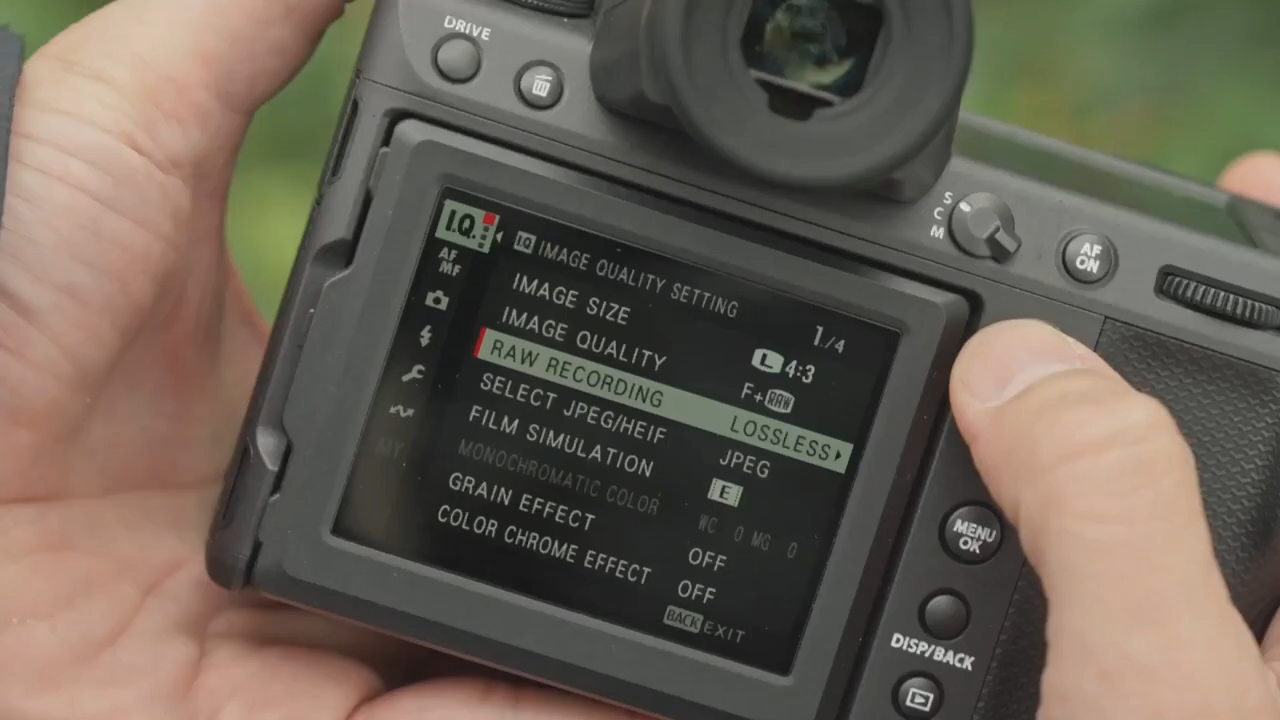 DRIVE
S
C
M
AF
ON
I.Q.
IQ IMAGE QUALITY SETTING
AF
MF
IMAGE SIZE
1/4
L 4:3
IMAGE QUALITY
F+RAW
RAW RECORDING LOSSLESS
SELECT JPEG/HEIF JPEG
FILM SIMULATION E
MONOCHROMATIC COLOR WC 0 MG 0
GRAIN EFFECT OFF
COLOR CHROME EFFECT OFF
MY
BACK EXIT
MENU
OK
DISP/BACK